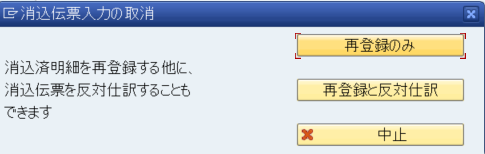 消込伝票入力の取消
再登録のみ
消込済明細を再登録する他に、
消込伝票を反対仕訳することも
できます
再登録と反対仕訳
中止